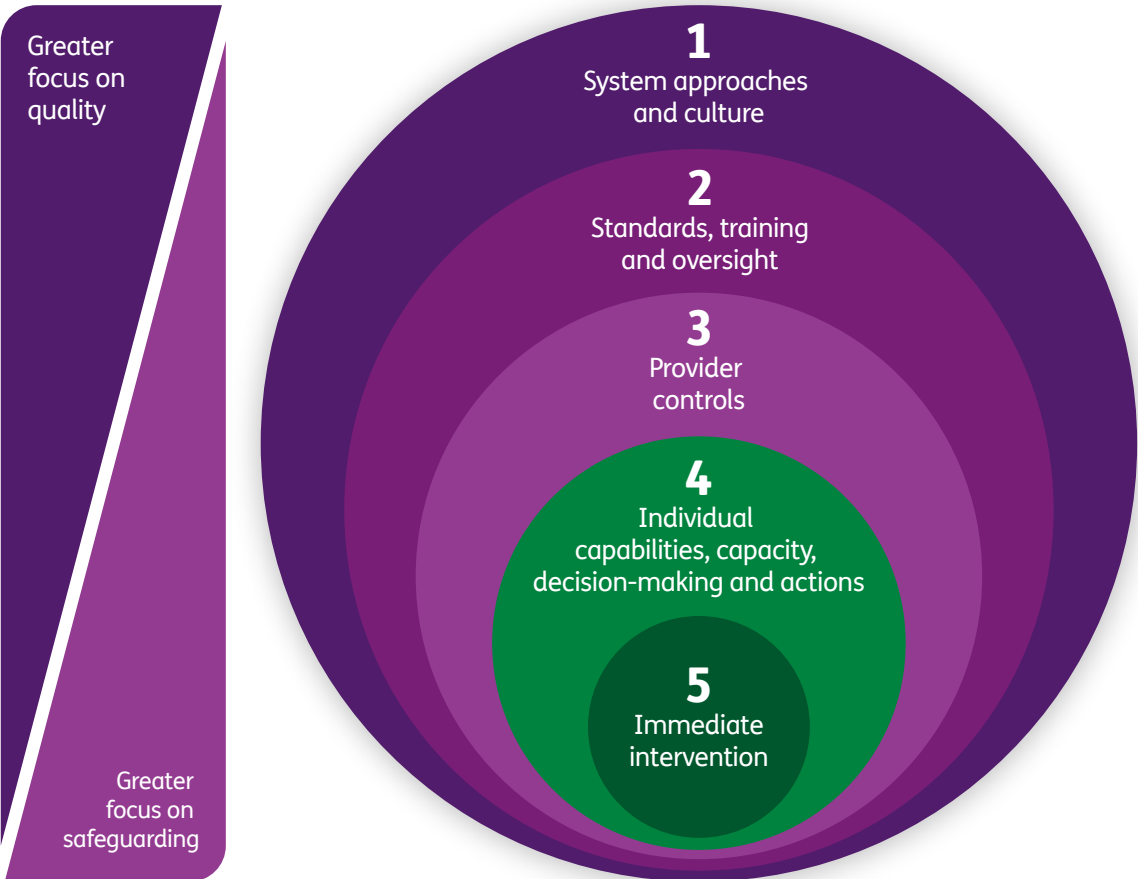 Greater
focus on
quality
Greater
focus on
safeguarding
1
System approaches
and culture
2
Standards, training
and oversight
3
Provider
controls
4
Individual
capabilities, capacity,
decision-making and actions
5
Immediate
intervention